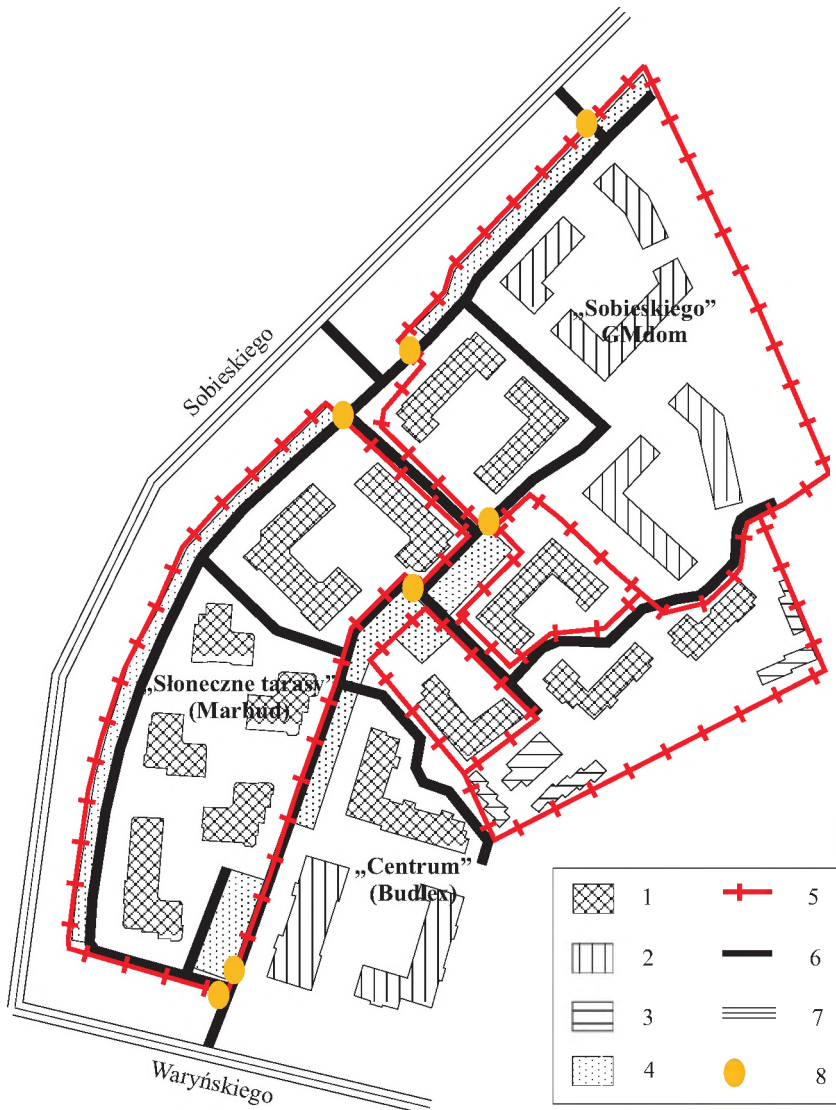 Sobieskiego
„Sobieskiego”
GMdom
„Słoneczne tarasy”
(Marbud)
„Centrum”
(Budlex)
Waryńskiego
1
5
2
6
3
7
4
8